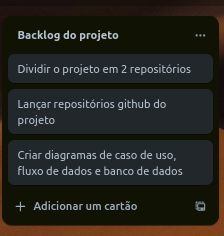 Backlog do projeto
Dividir o projeto em 2 repositórios
Lançar repositórios github do
projeto
Criar diagramas de caso de uso,
fluxo de dados e banco de dados
Adicionar um cartão